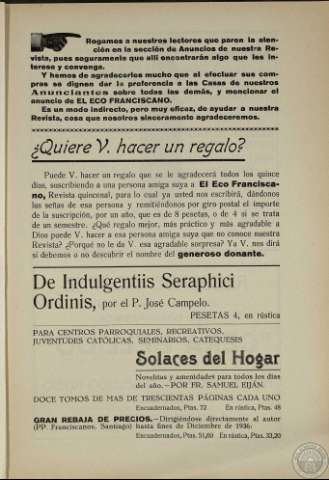 Rogamos a nuestros lectores que paren la aten-
ción en la sección de Anuncios de nuestra Re-
vista, pues seguramente que allí encontrarán algo que les in-
terese y convenga.
Y hemos de agradecerles mucho que al efectuar sus com-
pras se dignen dar la preferencia a las Casas de nuestros
Anunciantes sobre todas las demás, y mencionar el
anuncio de EL ECO FRANCISCANO.
Es un modo indirecto, pero muy eficaz, de ayudar a nuestra
Revista, cosa que nosotros sinceramente agradeceremos.
¿Quiere V. hacer un regalo?
Puede V. hacer un regalo que se le agradecerá todos los quince
días, suscribiendo a una persona amiga suya a El Eco Francisca-
no, Revista quincenal, para lo cual ya usted nos escribirá, dándonos
las señas de esa persona y remitiéndonos por giro postal el importe
de la suscripción, por un año, que es de 8 pesetas, o de 4 si se trata
de un semestre. ¿Qué regalo mejor, más práctico y más agradable a
Dios puede V. hacer a esa persona amiga suya que no conoce nuestra
Revista? ¿Porqué no le da V. esa agradable sorpresa? Ya V. nos dirá
si debemos o no descubrir el nombre del generoso donante.
De Indulgentiis Seraphici
Ordinis, por el P. José Campelo.
PESETAS 4, en rústica
PARA CENTROS PARROQUIALES, RECREATIVOS,
JUVENTUDES CATÓLICAS, SEMINARIOS, CATEQUESIS
Solaces del Hogar
Novelitas y amenidades para todos los días
del año.—POR FR. SAMUEL EIJÁN.
DOCE TOMOS DE MAS DE TRESCIENTAS PÁGINAS CADA UNO
Encuadernados, Ptas. 72 En rústica, Ptas. 48
GRAN REBAJA DE PRECIOS.—Dirigiéndose directamente al autor
(PP. Franciscanos. Santiago) hasta fines de Diciembre de 1936:
Encuadernados, Ptas. 51,60 En rústica, Ptas. 33,20